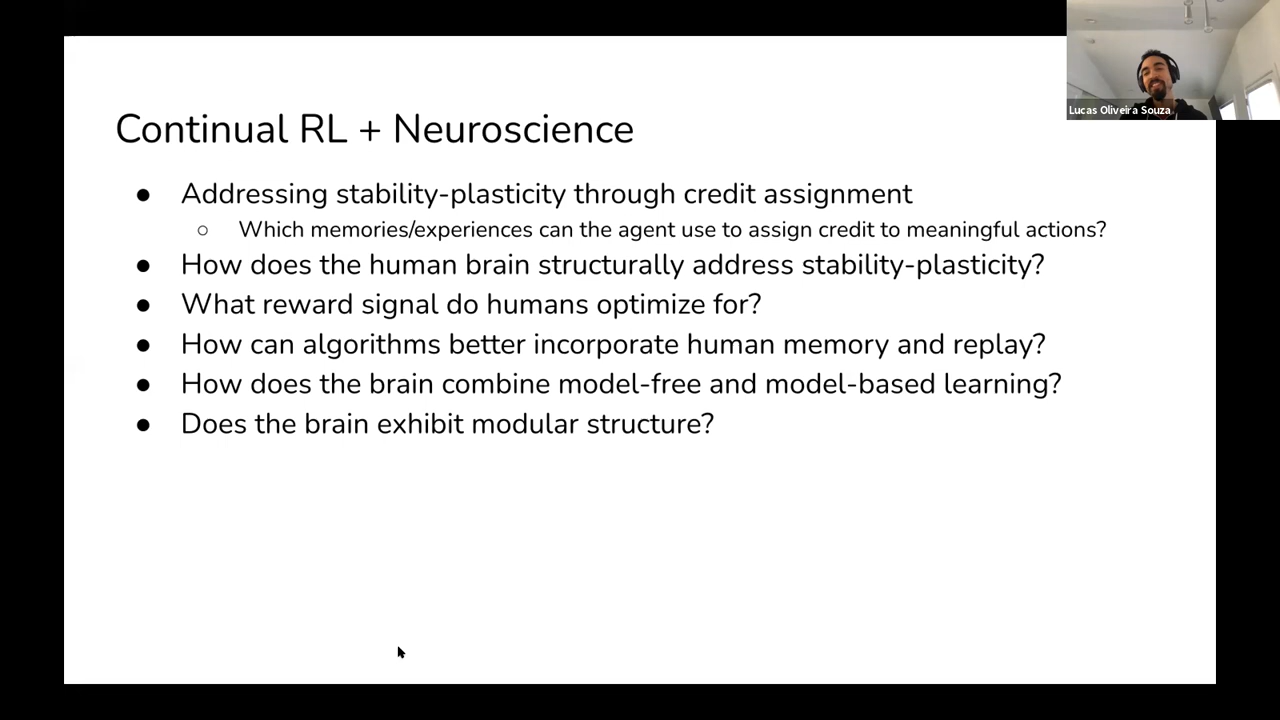 Lucas Oliveira Souza
Continual RL + Neuroscience
● Addressing stability-plasticity through credit assignment
○ Which memories/experiences can the agent use to assign credit to meaningful actions?
● How does the human brain structurally address stability-plasticity?
● What reward signal do humans optimize for?
● How can algorithms better incorporate human memory and replay?
● How does the brain combine model-free and model-based learning?
● Does the brain exhibit modular structure?